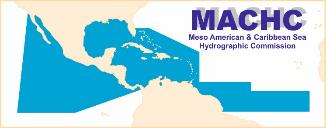 MACHC
Meso American & Caribbean Sea
Hydrographic Commission